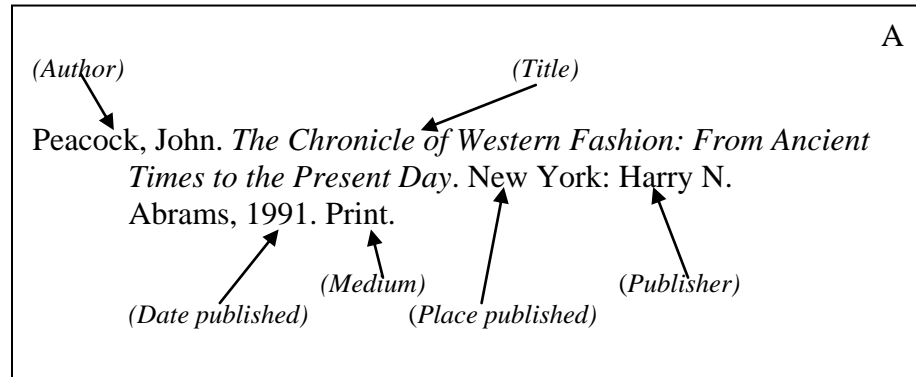 A
(Author) (Title)
Peacock, John. The Chronicle of Western Fashion: From Ancient
Times to the Present Day. New York: Harry N.
Abrams, 1991. Print.
(Medium) (Publisher)
(Date published) (Place published)